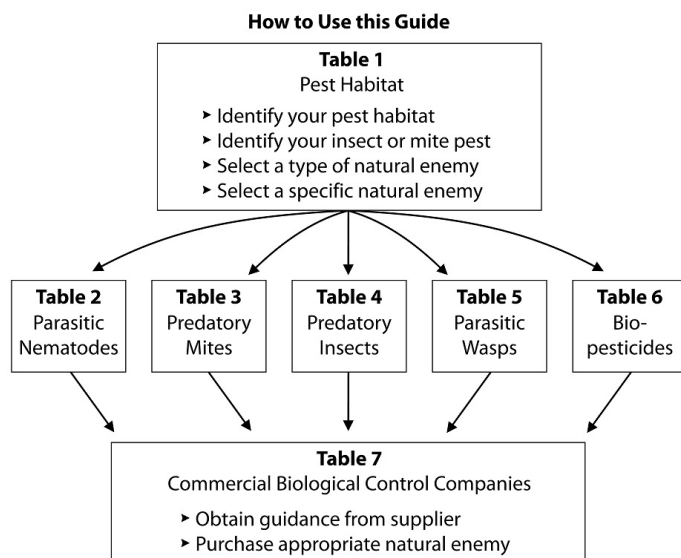 How to Use this Guide
Table 1
Pest Habitat
➤ Identify your pest habitat
➤ Identify your insect or mite pest
➤ Select a type of natural enemy
➤ Select a specific natural enemy
Table 2
Parasitic
Nematodes
Table 3
Predatory
Mites
Table 4
Predatory
Insects
Table 5
Parasitic
Wasps
Table 6
Bio-
pesticides
Table 7
Commercial Biological Control Companies
➤ Obtain guidance from supplier
➤ Purchase appropriate natural enemy